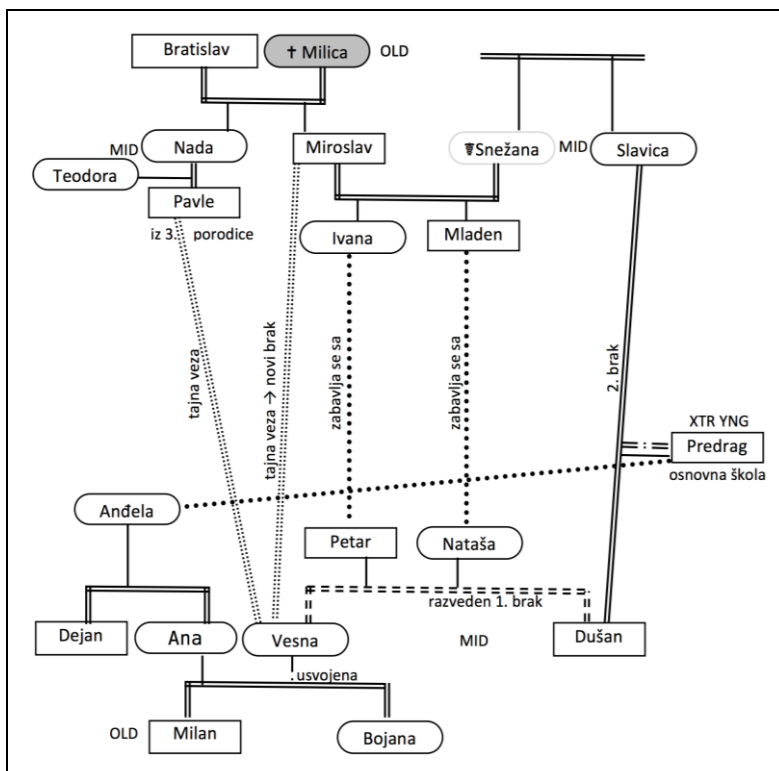 Bratislav
✝ Milica
OLD
MID
Nada
Miroslav
Snežana
MID
Slavica
Teodora
Pavle
iz 3. porodice
Ivana
Mladen
tajna veza
tajna veza → novi brak
zabavlja se sa
zabavlja se sa
2. brak
XTR YNG
Predrag
osnovna škola
Anđela
Petar
Nataša
razveden 1. brak
Dejan
Ana
Vesna
MID
Dušan
usvojena
OLD
Milan
Bojana